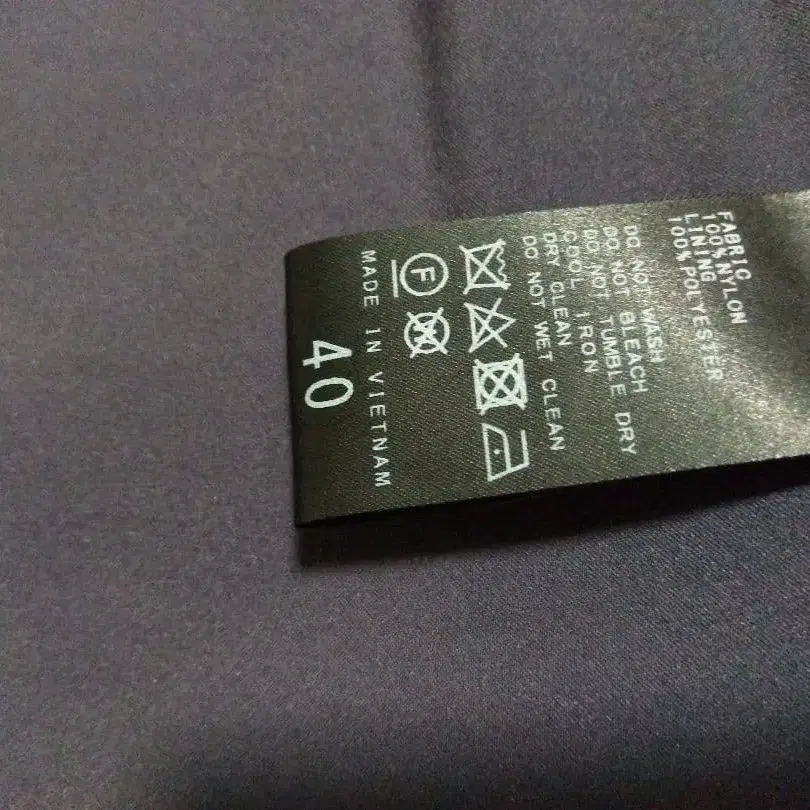 FABRIC
100%NYLON
LINING
100%POLYESTER
DO NOT WASH
DO NOT BLEACH
DO NOT TUMBLE DRY
COOL IRON
DRY CLEAN
DO NOT WET CLEAN
F
MADE IN VIETNAM
40